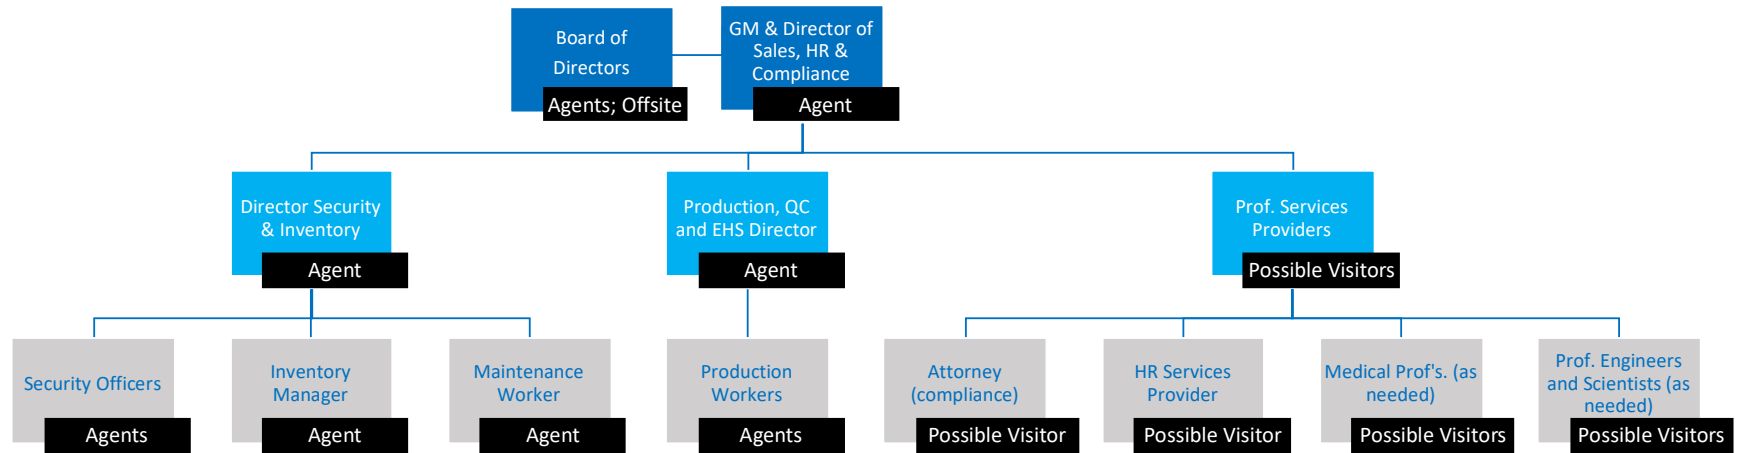 Board of
Directors
Agents; Offsite
GM & Director of
Sales, HR &
Compliance
Agent
Director Security
& Inventory
Agent
Production, QC
and EHS Director
Agent
Prof. Services
Providers
Possible Visitors
Security Officers
Agents
Inventory
Manager
Agent
Maintenance
Worker
Agent
Production
Workers
Agents
Attorney
(compliance)
Possible Visitor
HR Services
Provider
Possible Visitor
Medical Prof's. (as
needed)
Possible Visitors
Prof. Engineers
and Scientists (as
needed)
Possible Visitors